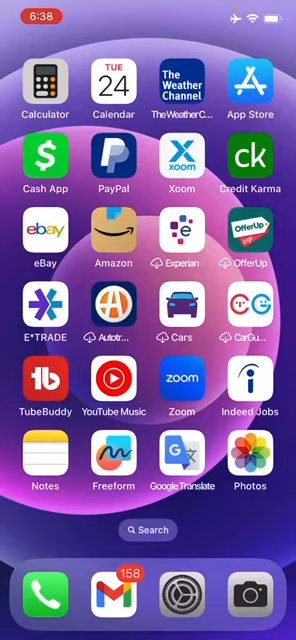 6:38
TUE
24
The
Weather
Channel
Calculator
Calendar
The Weather C...
App Store
$
X
xoom
ck
Cash App
PayPal
Xoom
Credit Karma
ebay
e
OfferUp
eBay
Amazon
Experian
OfferUp
C G
E*TRADE
Autotr...
Cars
CarGu...
tb
zoom
i
TubeBuddy
YouTube Music
Zoom
Indeed Jobs
G 文
Notes
Freeform
Google Translate
Photos
Search
158